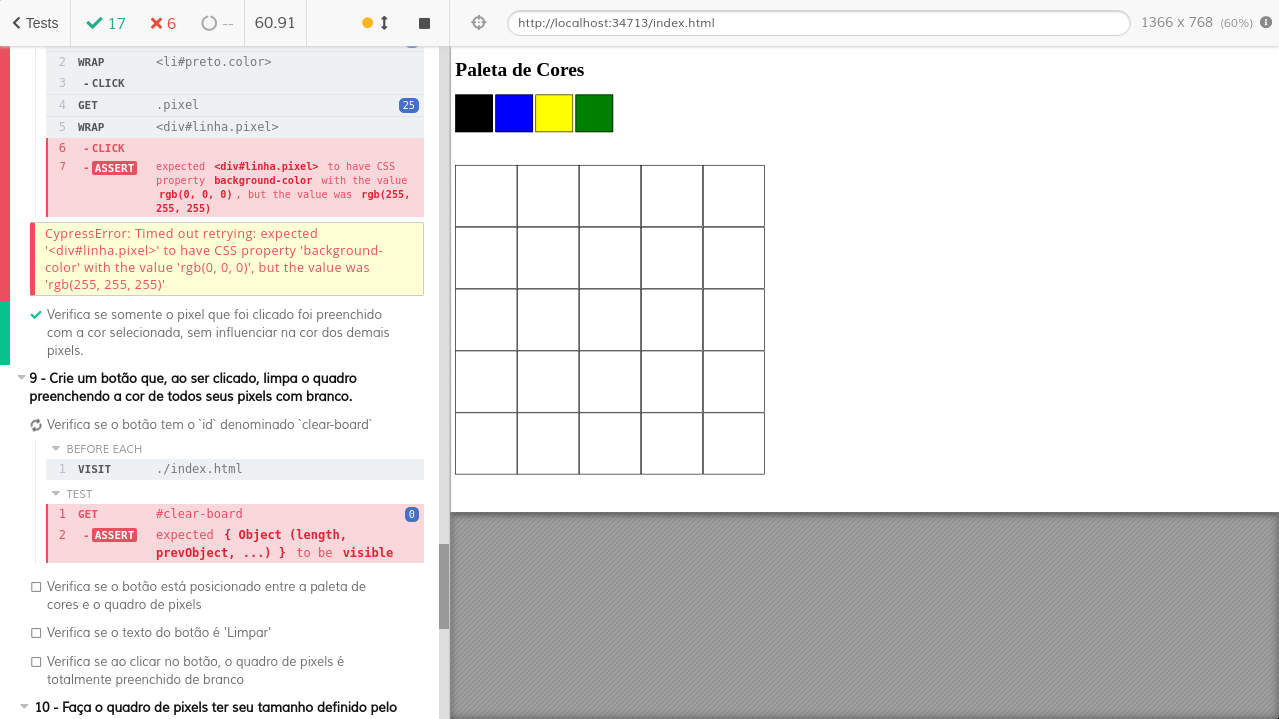 Tests
17
6
--
60.91
http://localhost:34713/index.html
1366 x 768 (60%)
2 WRAP <li#preto.color>
3 - CLICK
4 GET .pixel 25
5 WRAP <div#linha.pixel>
6 - CLICK
7 - ASSERT expected <div#linha.pixel> to have CSS
property background-color with the value
rgb(0, 0, 0), but the value was rgb(255,
255, 255)
CypressError: Timed out retrying: expected
'<div#linha.pixel>' to have CSS property 'background-
color' with the value 'rgb(0, 0, 0)', but the value was
'rgb(255, 255, 255)'
Verifica se somente o pixel que foi clicado foi preenchido
com a cor selecionada, sem influenciar na cor dos demais
pixels.
9 - Crie um botão que, ao ser clicado, limpa o quadro
preenchendo a cor de todos seus pixels com branco.
Verifica se o botão tem o `id` denominado `clear-board`
BEFORE EACH
1 VISIT ./index.html
TEST
1 GET #clear-board 0
2 - ASSERT expected { Object (length,
prevObject, ...) } to be visible
Verifica se o botão está posicionado entre a paleta de
cores e o quadro de pixels
Verifica se o texto do botão é 'Limpar'
Verifica se ao clicar no botão, o quadro de pixels é
totalmente preenchido de branco
10 - Faça o quadro de pixels ter seu tamanho definido pelo
Paleta de Cores